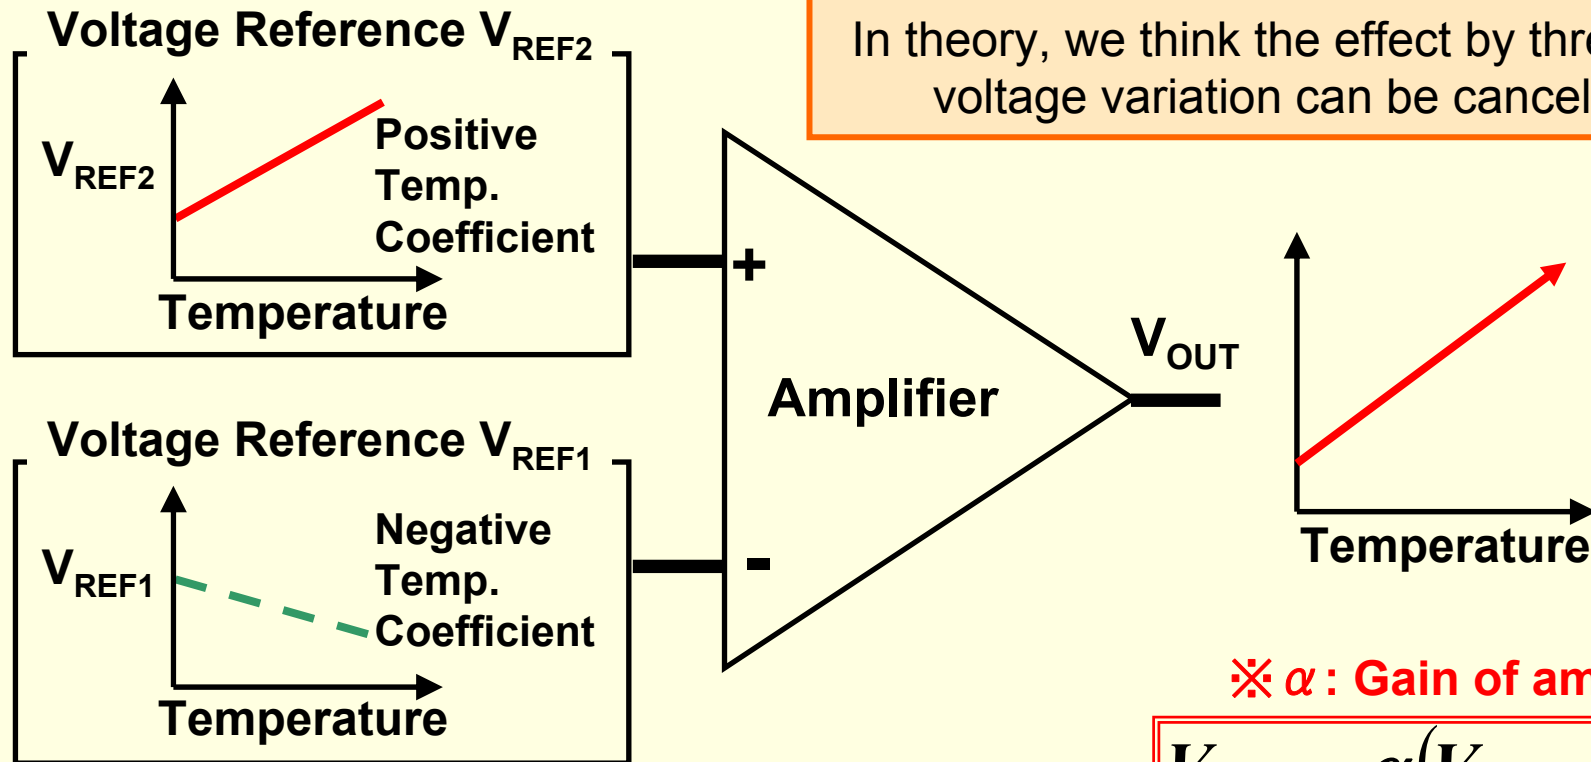 Voltage Reference VREF2
In theory, we think the effect by
voltage variation can be cancel
VREF2
Positive
Temp.
Coefficient
Temperature
+
Amplifier
VOUT
Temperature
Voltage Reference VREF1
VREF1
Negative
Temp.
Coefficient
Temperature
-
※ α : Gain of am
α(V